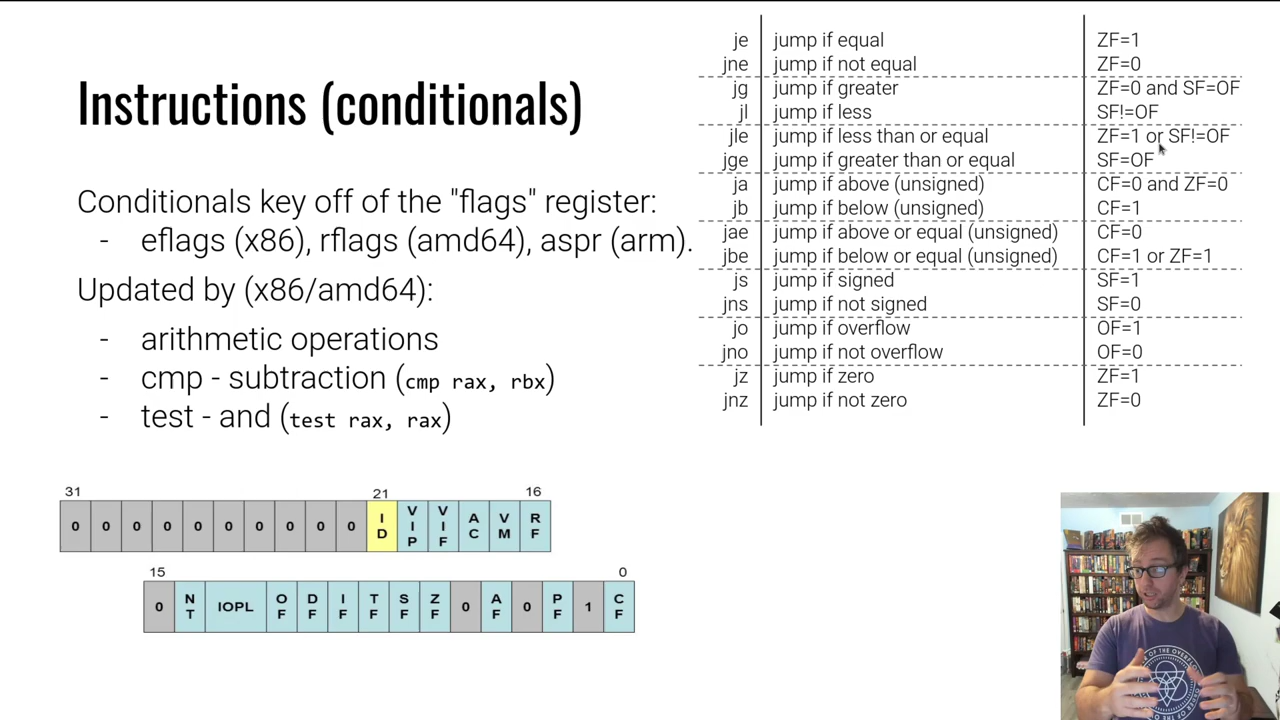 Instructions (conditionals)
Conditionals key off of the "flags" register:
- eflags (x86), rflags (amd64), aspr (arm).
Updated by (x86/amd64):
- arithmetic operations
- cmp - subtraction (cmp rax, rbx)
- test - and (test rax, rax)
je jump if equal ZF=1
jne jump if not equal ZF=0
jg jump if greater ZF=0 and SF=OF
jl jump if less SF!=OF
jle jump if less than or equal ZF=1 or SF!=OF
jge jump if greater than or equal SF=OF
ja jump if above (unsigned) CF=0 and ZF=0
jb jump if below (unsigned) CF=1
jae jump if above or equal (unsigned) CF=0
jbe jump if below or equal (unsigned) CF=1 or ZF=1
js jump if signed SF=1
jns jump if not signed SF=0
jo jump if overflow OF=1
jno jump if not overflow OF=0
jz jump if zero ZF=1
jnz jump if not zero ZF=0
31 21 16
0 0 0 0 0 0 0 0 0 0 ID VIP VIF AC VM RF
15 0
0 NT IOPL OF DF IF TF SF ZF 0 AF 0 PF 1 CF